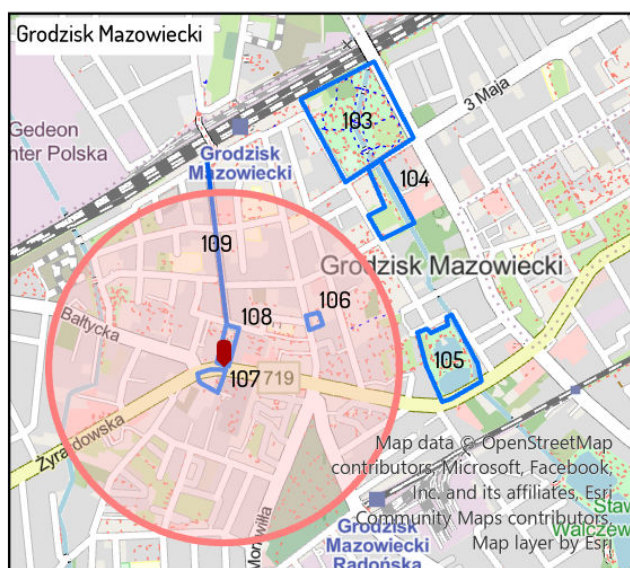 Grodzisk Mazowiecki
103
3 Maja
Gedeon
nter Polska
Grodzisk
Mazowiecki
104
109
Grodzisk Mazowiecki
106
108
Bałtycka
105
107
719
Żyrardowska
Map data © OpenStreetMap
contributors, Microsoft, Facebook,
Inc. and its affiliates, Esri
Community Maps contributors,
Map layer by Esri
Staw
Walczew
Grodzisk
Mazowiecki
Radońska